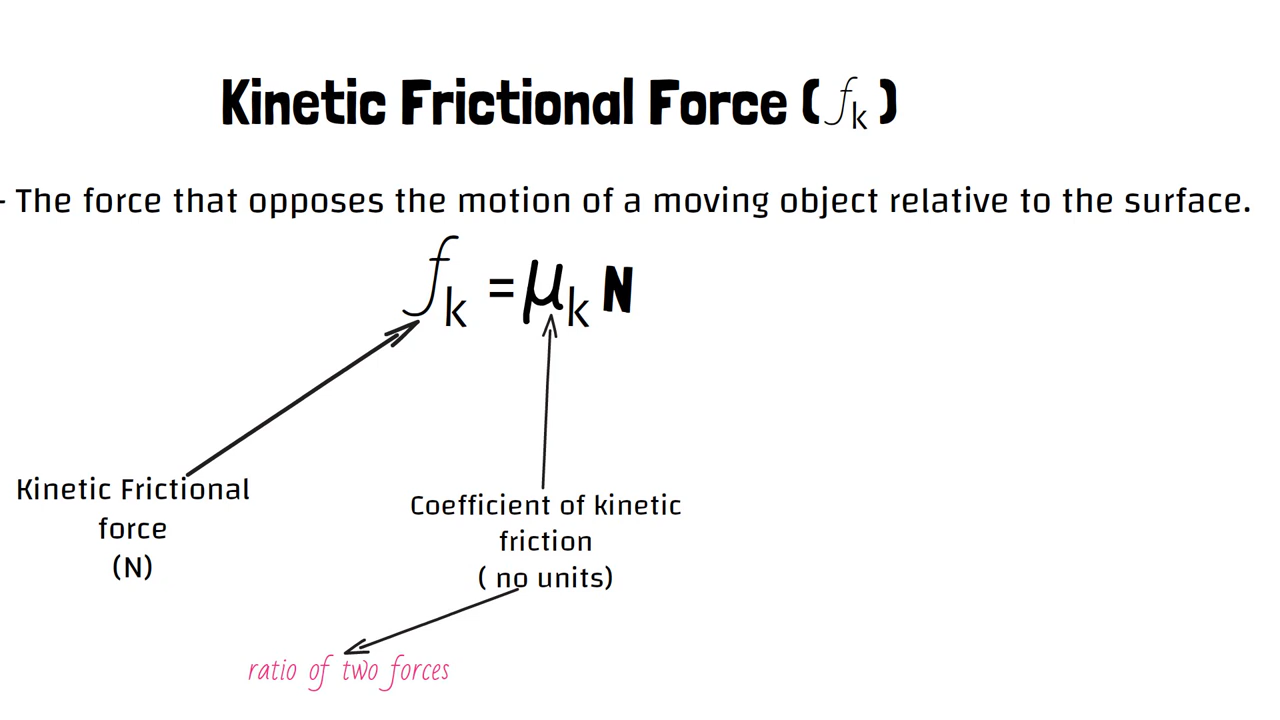 Kinetic Frictional Force (fk)
- The force that opposes the motion of a moving object relative to the surface.
fk = μk N
Kinetic Frictional
force
(N)
Coefficient of kinetic
friction
( no units)
ratio of two forces